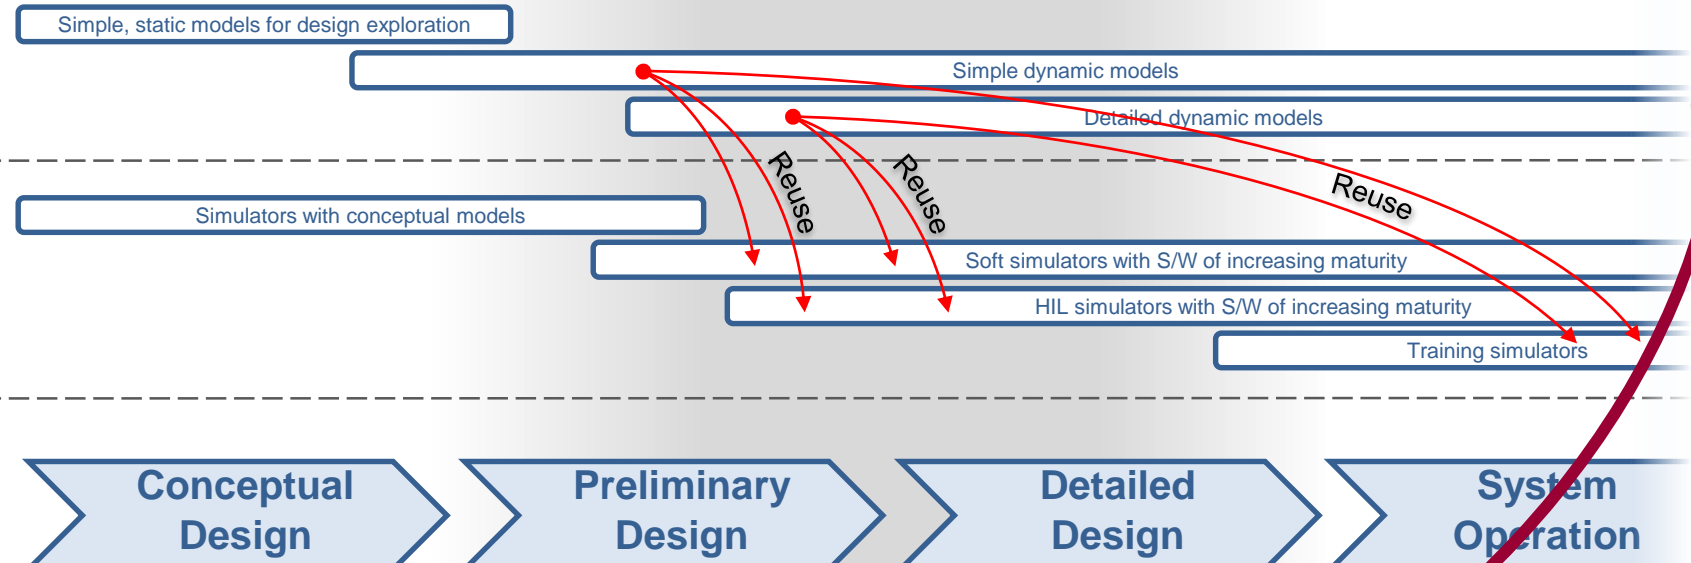 Simple, static models for design exploration
Simple dynamic models
Detailed dynamic models
Reuse
Reuse
Reuse
Simulators with conceptual models
Soft simulators with S/W of increasing maturity
HIL simulators with S/W of increasing maturity
Training simulators
Conceptual
Design
Preliminary
Design
Detailed
Design
System
Operation